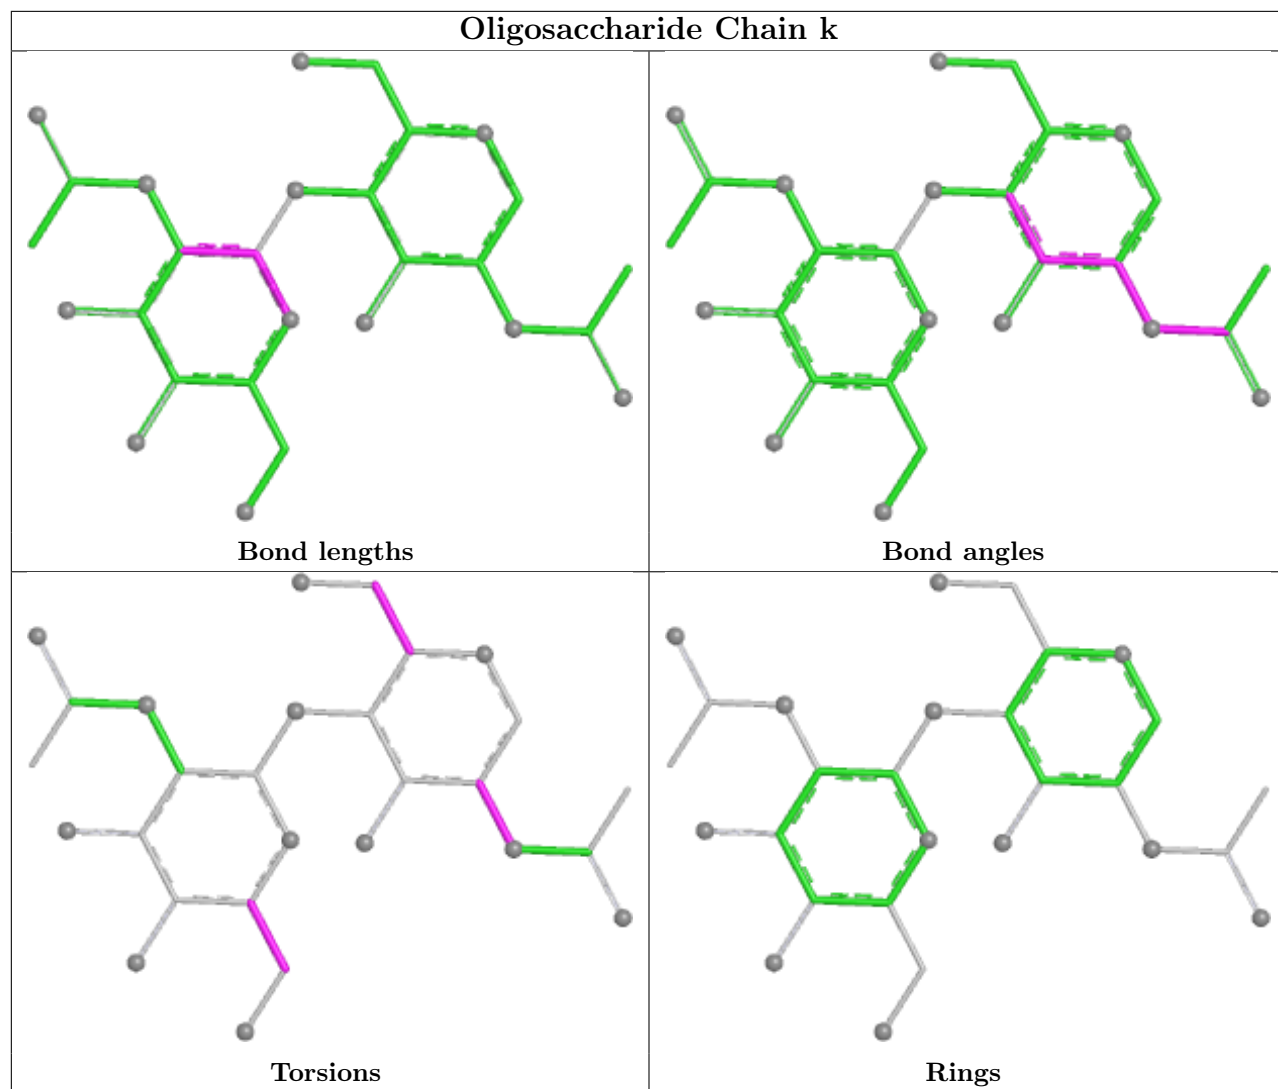 Oligosaccharide Chain k
Bond lengths
Bond angles
Torsions
Rings